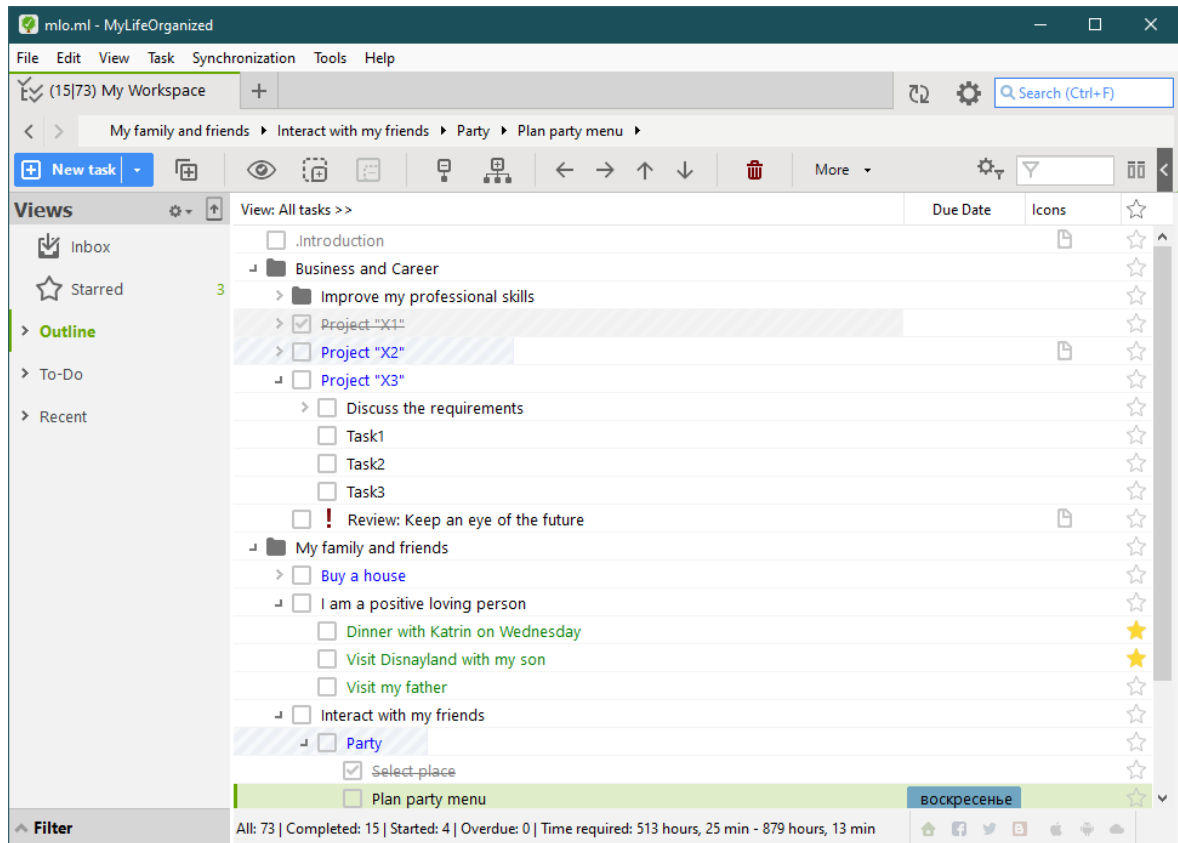 mlo.ml - MyLifeOrganized
File Edit View Task Synchronization Tools Help
(15|73) My Workspace
Search (Ctrl+F)
My family and friends Interact with my friends Party Plan party menu
New task More
Views View: All tasks >> Due Date Icons
Inbox
Starred 3
Outline
To-Do
Recent
.Introduction
Business and Career
Improve my professional skills
Project "X1"
Project "X2"
Project "X3"
Discuss the requirements
Task1
Task2
Task3
! Review: Keep an eye of the future
My family and friends
Buy a house
I am a positive loving person
Dinner with Katrin on Wednesday
Visit Disnayland with my son
Visit my father
Interact with my friends
Party
Select place
Plan party menu воскресенье
Filter All: 73 | Completed: 15 | Started: 4 | Overdue: 0 | Time required: 513 hours, 25 min - 879 hours, 13 min